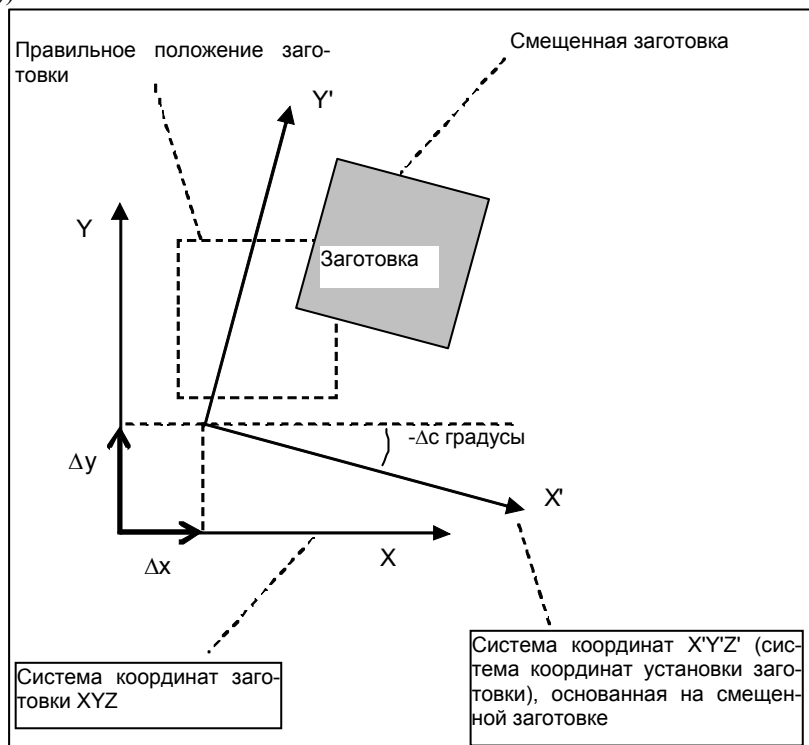 Правильное положение заго-
товки
Смещенная заготовка
Y'
Y
Заготовка
-Δc градусы
Δy
X'
X
Δx
Система координат заго-
товки XYZ
Система координат X'Y'Z' (сис-
тема координат установки заго-
товки), основанная на смещен-
ной заготовке